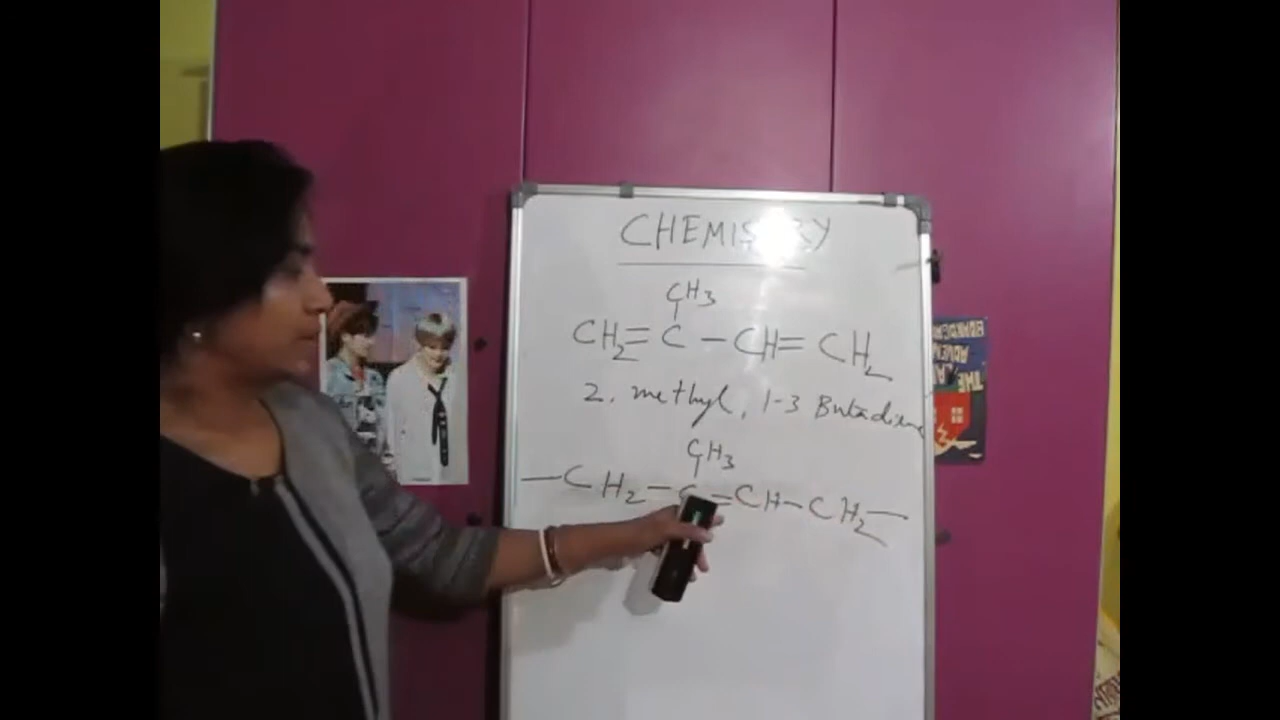 CHEMISTRY
CH3
CH2=C-CH=CH2
2. methyl, 1-3 Butadiene
CH3
-CH2-C=CH-CH2-